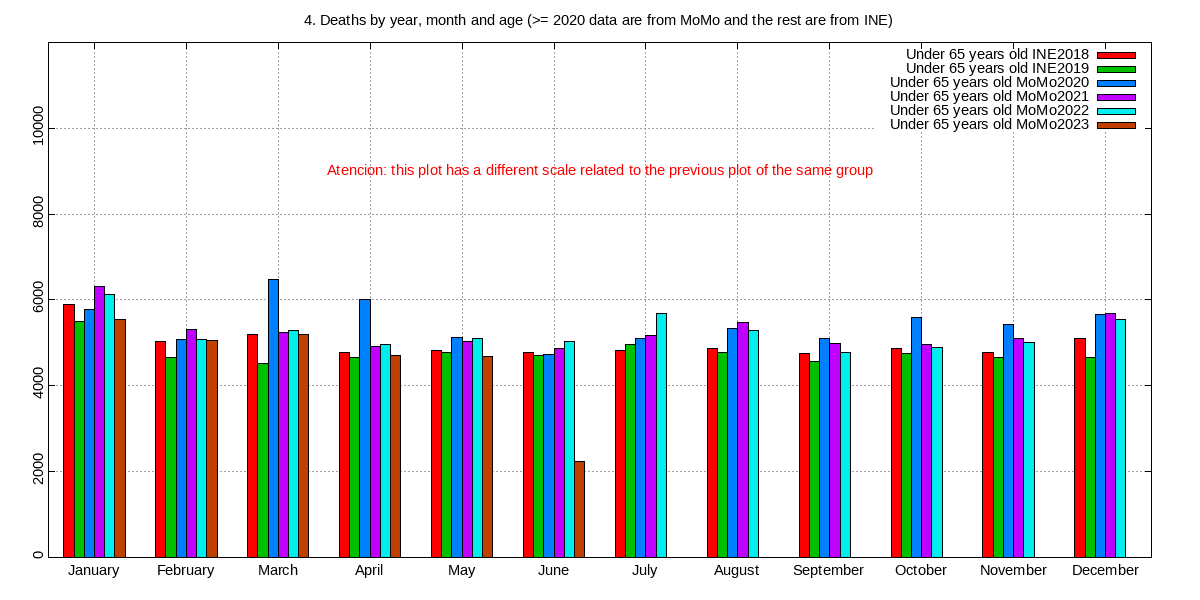 4. Deaths by year, month and age (>= 2020 data are from MoMo and the rest are from INE)
Under 65 years old INE2018
Under 65 years old INE2019
Under 65 years old MoMo2020
Under 65 years old MoMo2021
Under 65 years old MoMo2022
Under 65 years old MoMo2023
Atencion: this plot has a different scale related to the previous plot of the same group
10000
8000
6000
4000
2000
0
January February March April May June July August September October November December